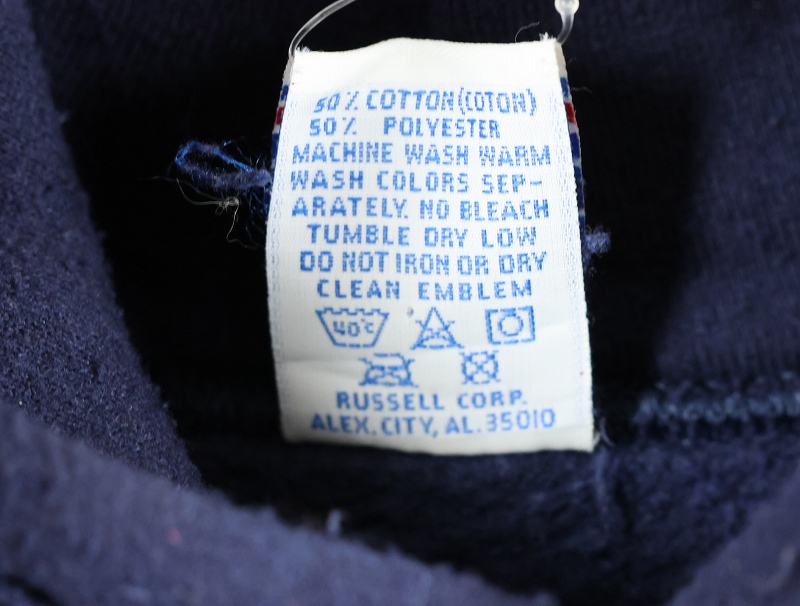 50% COTTON(COTON)
50% POLYESTER
MACHINE WASH WARM
WASH COLORS SEP-
ARATELY. NO BLEACH
TUMBLE DRY LOW
DO NOT IRON OR DRY
CLEAN EMBLEM
40°C
RUSSELL CORP.
ALEX. CITY, AL. 35010